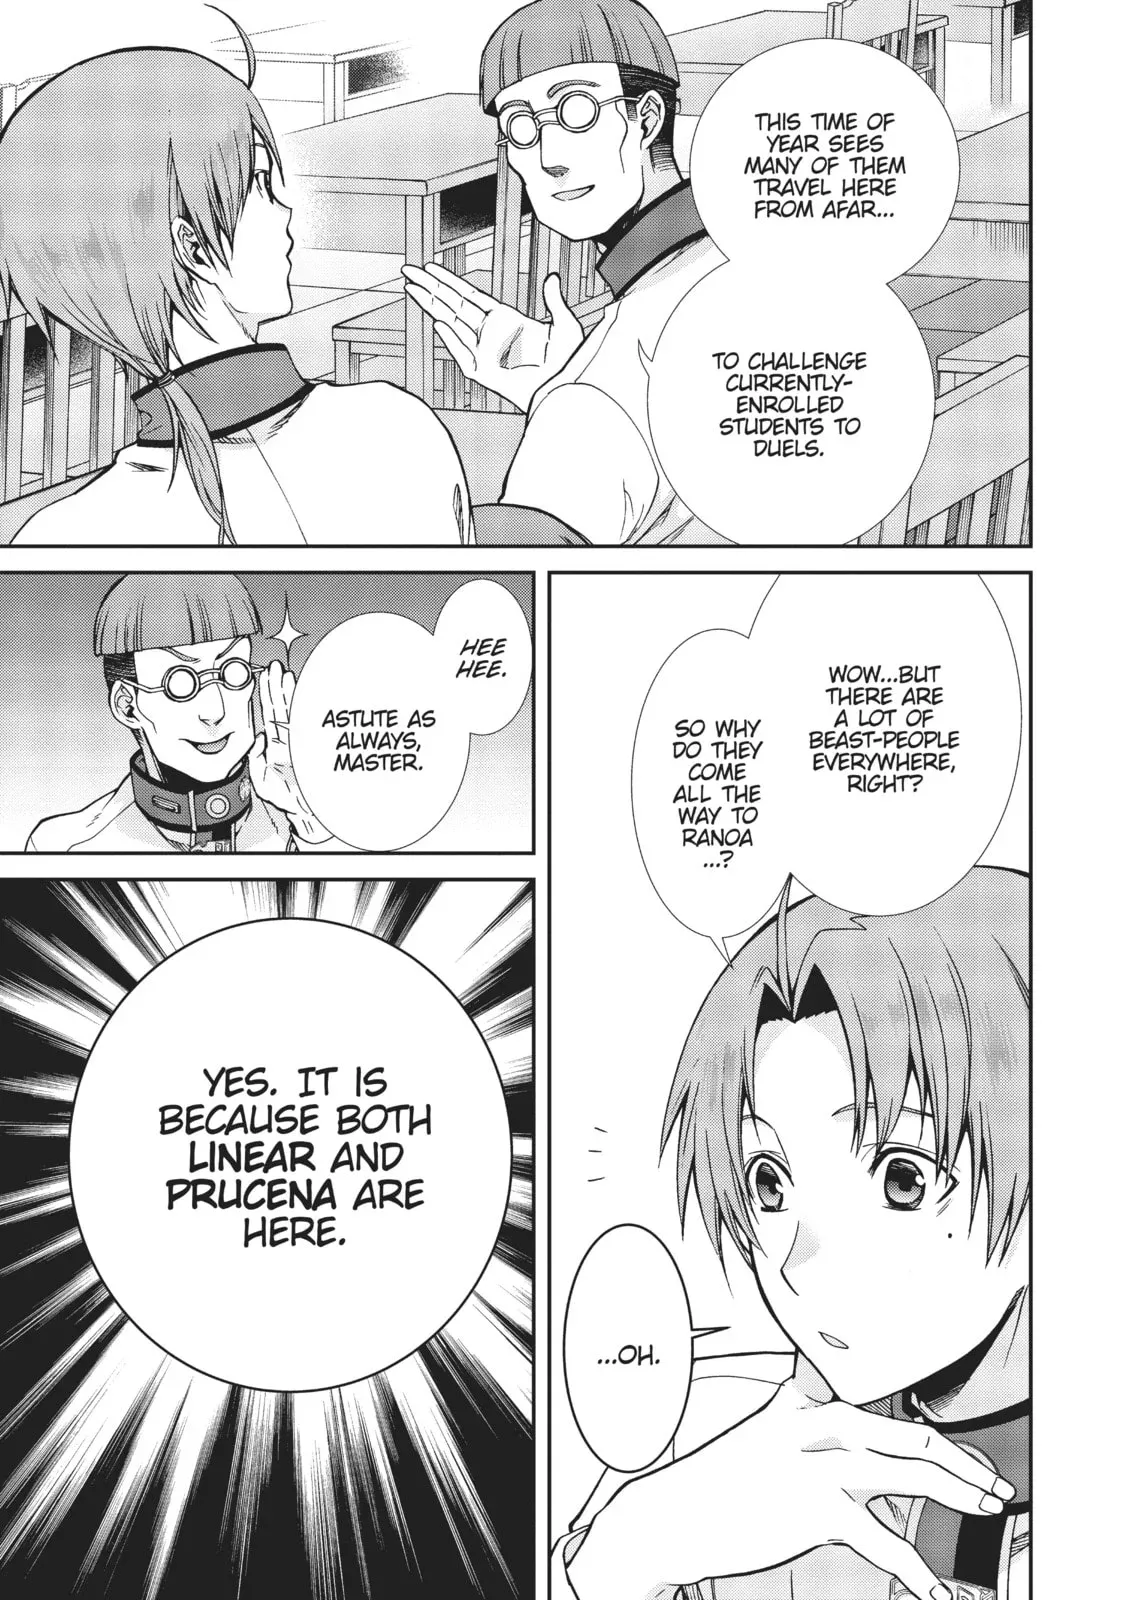 THIS TIME OF
YEAR SEES
MANY OF THEM
TRAVEL HERE
FROM AFAR...
TO CHALLENGE
CURRENTLY-
ENROLLED
STUDENTS TO
DUELS.
WOW...BUT
THERE ARE
A LOT OF
BEAST-PEOPLE
EVERYWHERE,
RIGHT?
SO WHY
DO THEY
COME
ALL THE
WAY TO
RANOA
...?
...OH.
HEE
HEE.
ASTUTE AS
ALWAYS,
MASTER.
YES. IT IS
BECAUSE BOTH
LINEAR AND
PRUCENA ARE
HERE.